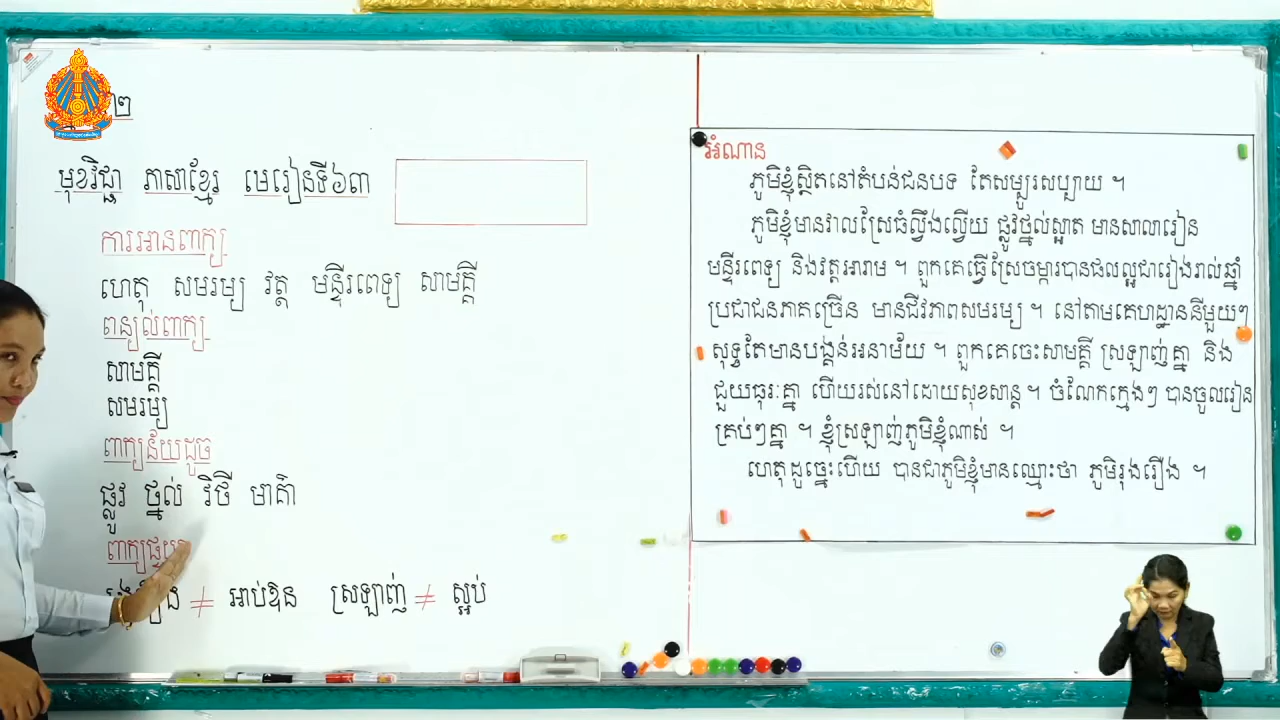 ២
មុខវិជ្ជា ភាសាខ្មែរ មេរៀនទី៦៣
ការអានពាក្យ
ហេតុ សមរម្យ វត្ត មន្ទីរពេទ្យ សាមគ្គី
ពន្យល់ពាក្យ
សាមគ្គី
សមរម្យ
ពាក្យន័យដូច
ផ្លូវ ថ្នល់ វិថី មាគ៌ា
ពាក្យផ្ទុយ
≠ អាប់ឱន ស្រឡាញ់ ≠ ស្អប់
អំណាន
ភូមិខ្ញុំស្ថិតនៅតំបន់ជនបទ តែសម្បូរសប្បាយ ។
ភូមិខ្ញុំមានវាលស្រែធំល្វឹងល្វើយ ផ្លូវថ្នល់ស្អាត មានសាលារៀន
មន្ទីរពេទ្យ និងវត្តអារាម ។ ពួកគេធ្វើស្រែចម្ការបានផលល្អជារៀងរាល់ឆ្នាំ
ប្រជាជនភាគច្រើន មានជីវភាពសមរម្យ ។ នៅតាមគេហដ្ឋាននីមួយៗ
សុទ្ធតែមានបង្គន់អនាម័យ ។ ពួកគេចេះសាមគ្គី ស្រឡាញ់គ្នា និង
ជួយធុរៈគ្នា ហើយរស់នៅដោយសុខសាន្ត ។ ចំណែកក្មេងៗ បានចូលរៀន
គ្រប់ៗគ្នា ។ ខ្ញុំស្រឡាញ់ភូមិខ្ញុំណាស់ ។
ហេតុដូច្នេះហើយ បានជាភូមិខ្ញុំមានឈ្មោះថា ភូមិរុងរឿង ។